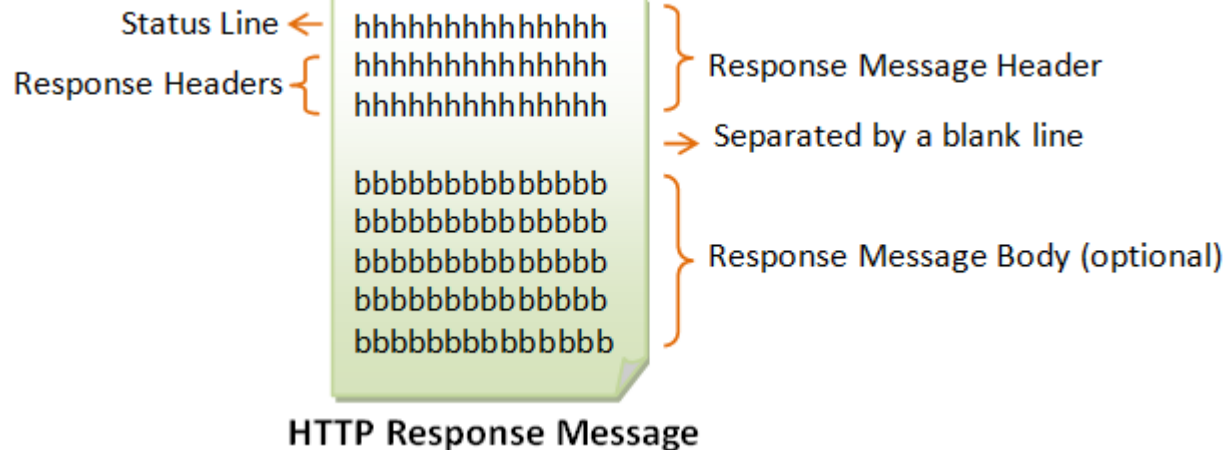 Status Line
Response Headers
hhhhhhhhhhhhhh
hhhhhhhhhhhhhh
hhhhhhhhhhhhhh
Response Message Header
Separated by a blank line
bbbbbbbbbbbbbb
bbbbbbbbbbbbbb
bbbbbbbbbbbbbb
bbbbbbbbbbbbbb
bbbbbbbbbbbbbb
Response Message Body (optional)
HTTP Response Message